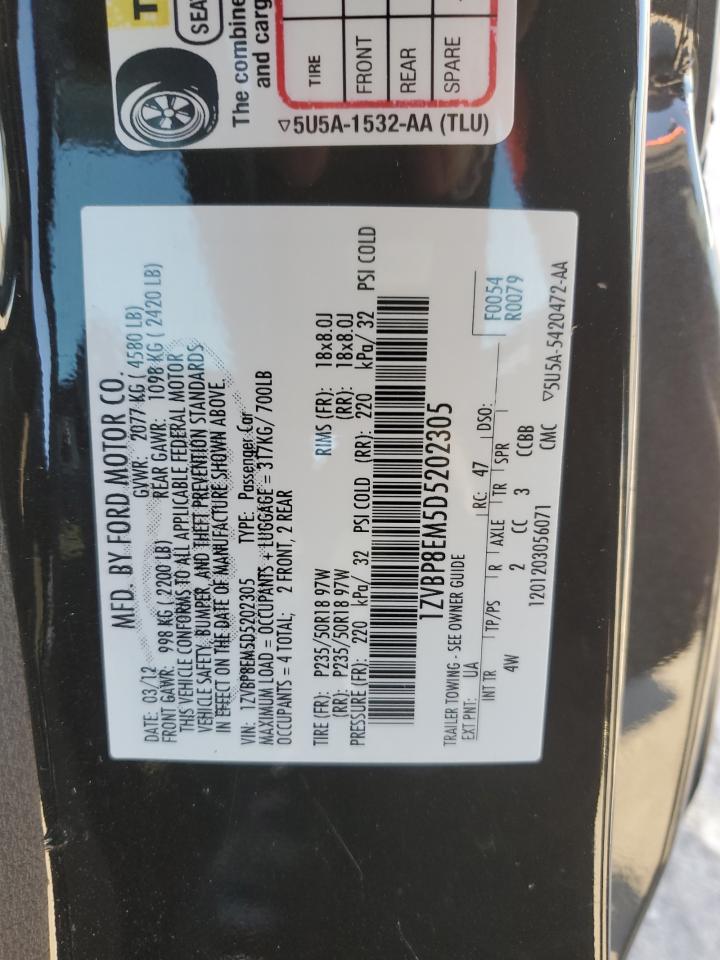 T
SEAT
The combine
and carg
TIRE
FRONT
REAR
SPARE
▽5U5A-1532-AA (TLU)
MFD. BY FORD MOTOR CO.
DATE: 03/12 GVWR: 2077 KG ( 4580 LB)
FRONT GAWR: 998 KG ( 2200 LB) REAR GAWR: 1098 KG ( 2420 LB)
THIS VEHICLE CONFORMS TO ALL APPLICABLE FEDERAL MOTOR
VEHICLE SAFETY, BUMPER, AND THEFT PREVENTION STANDARDS
IN EFFECT ON THE DATE OF MANUFACTURE SHOWN ABOVE.
VIN: 1ZVBP8EM5D5202305 TYPE: Passenger Car
MAXIMUM LOAD = OCCUPANTS + LUGGAGE = 317KG/700LB
OCCUPANTS = 4 TOTAL; 2 FRONT, 2 REAR
TIRE (FR): P235/50R18 97W RIMS (FR): 18x8.0J
(RR): P235/50R18 97W (RR): 18x8.0J
PRESSURE (FR): 220 kPa/ 32 PSI COLD (RR): 220 kPa/ 32 PSI COLD
1ZVBP8EM5D5202305
TRAILER TOWING - SEE OWNER GUIDE
EXT PNT: UA RC: 47 DSO: F0054
R0079
INT TR TP/PS R AXLE TR SPR
4W 2 CC 3 CCBB
1201203056071 CMC
▽5U5A-5420472-AA